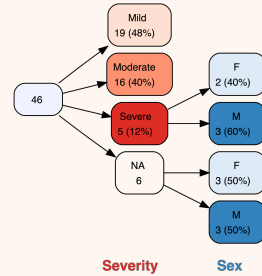 Mild
19 (48%)
Moderate
16 (40%)
F
2 (40%)
46
Severe
5 (12%)
M
3 (60%)
NA
6
F
3 (50%)
M
3 (50%)
Severity
Sex